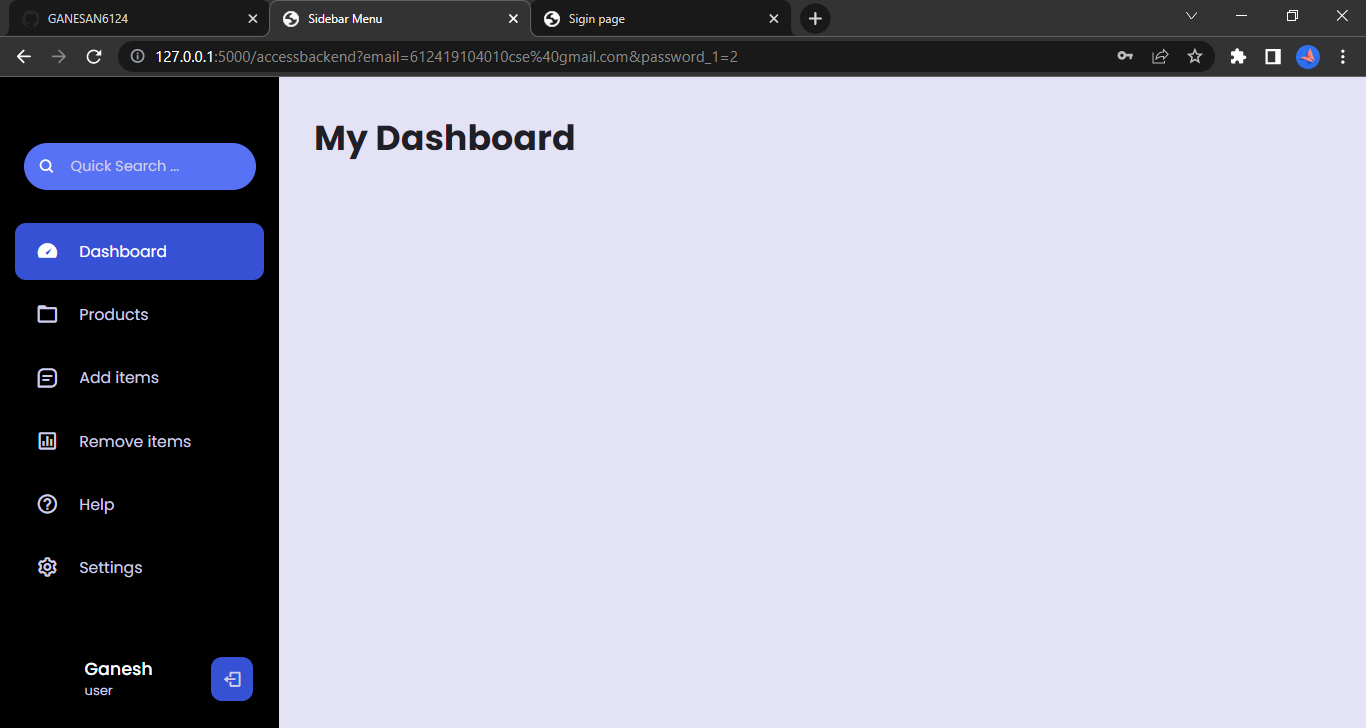 GANESAN6124
Sidebar Menu
Sigin page
127.0.0.1:5000/accessbackend?email=612419104010cse%40gmail.com&password_1=2
My Dashboard
Quick Search ...
Dashboard
Products
Add items
Remove items
Help
Settings
Ganesh
user